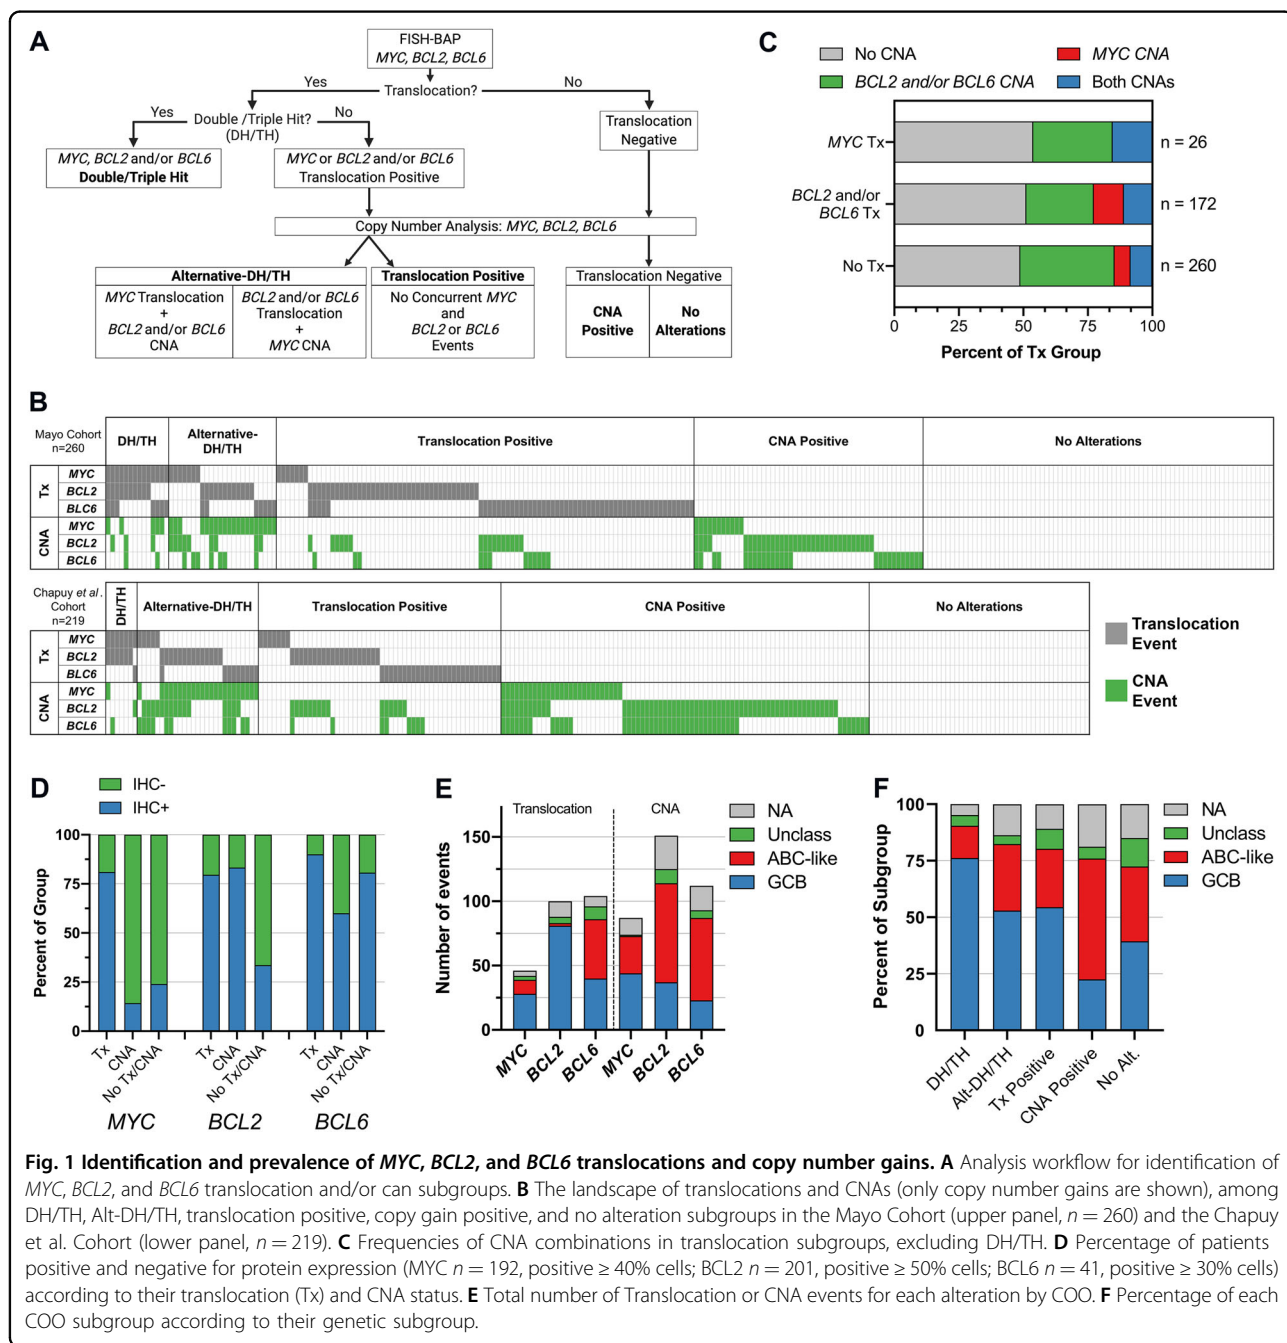 A
FISH-BAP
MYC, BCL2, BCL6
Yes
Translocation?
No
Yes
Double /Triple Hit?
(DH/TH)
No
Translocation
Negative
MYC, BCL2 and/or BCL6
Double/Triple Hit
MYC or BCL2 and/or BCL6
Translocation Positive
Copy Number Analysis: MYC, BCL2, BCL6
Alternative-DH/TH
MYC Translocation
+
BCL2 and/or BCL6
CNA
BCL2 and/or BCL6
Translocation
+
MYC CNA
Translocation Positive
No Concurrent MYC
and
BCL2 or BCL6
Events
Translocation Negative
CNA
Positive
No
Alterations
C
No CNA
MYC CNA
BCL2 and/or BCL6 CNA
Both CNAs
MYC Tx
n = 26
BCL2 and/or
BCL6 Tx
n = 172
No Tx
n = 260
0 25 50 75 100
Percent of Tx Group
B
Mayo Cohort
n=260
DH/TH
Alternative-
DH/TH
Translocation Positive
CNA Positive
No Alterations
Tx
MYC
BCL2
BLC6
CNA
MYC
BCL2
BCL6
Chapuy et al.
Cohort
n=219
DH/TH
Alternative-DH/TH
Translocation Positive
CNA Positive
No Alterations
Tx
MYC
BCL2
BLC6
CNA
MYC
BCL2
BCL6
Translocation
Event
CNA
Event
D
IHC-
IHC+
Percent of Group
100
75
50
25
0
Tx
CNA
No Tx/CNA
Tx
CNA
No Tx/CNA
Tx
CNA
No Tx/CNA
MYC BCL2 BCL6
E
Translocation
CNA
NA
Unclass
ABC-like
GCB
Number of events
150
100
50
0
MYC
BCL2
BCL6
MYC
BCL2
BCL6
F
NA
Unclass
ABC-like
GCB
Percent of Subgroup
100
75
50
25
0
DH/TH
Alt-DH/TH
Tx Positive
CNA Positive
No Alt.
Fig. 1 Identification and prevalence of MYC, BCL2, and BCL6 translocations and copy number gains. A Analysis workflow for identification of
MYC, BCL2, and BCL6 translocation and/or can subgroups. B The landscape of translocations and CNAs (only copy number gains are shown), among
DH/TH, Alt-DH/TH, translocation positive, copy gain positive, and no alteration subgroups in the Mayo Cohort (upper panel, n = 260) and the Chapuy
et al. Cohort (lower panel, n = 219). C Frequencies of CNA combinations in translocation subgroups, excluding DH/TH. D Percentage of patients
positive and negative for protein expression (MYC n = 192, positive ≥ 40% cells; BCL2 n = 201, positive ≥ 50% cells; BCL6 n = 41, positive ≥ 30% cells)
according to their translocation (Tx) and CNA status. E Total number of Translocation or CNA events for each alteration by COO. F Percentage of each
COO subgroup according to their genetic subgroup.